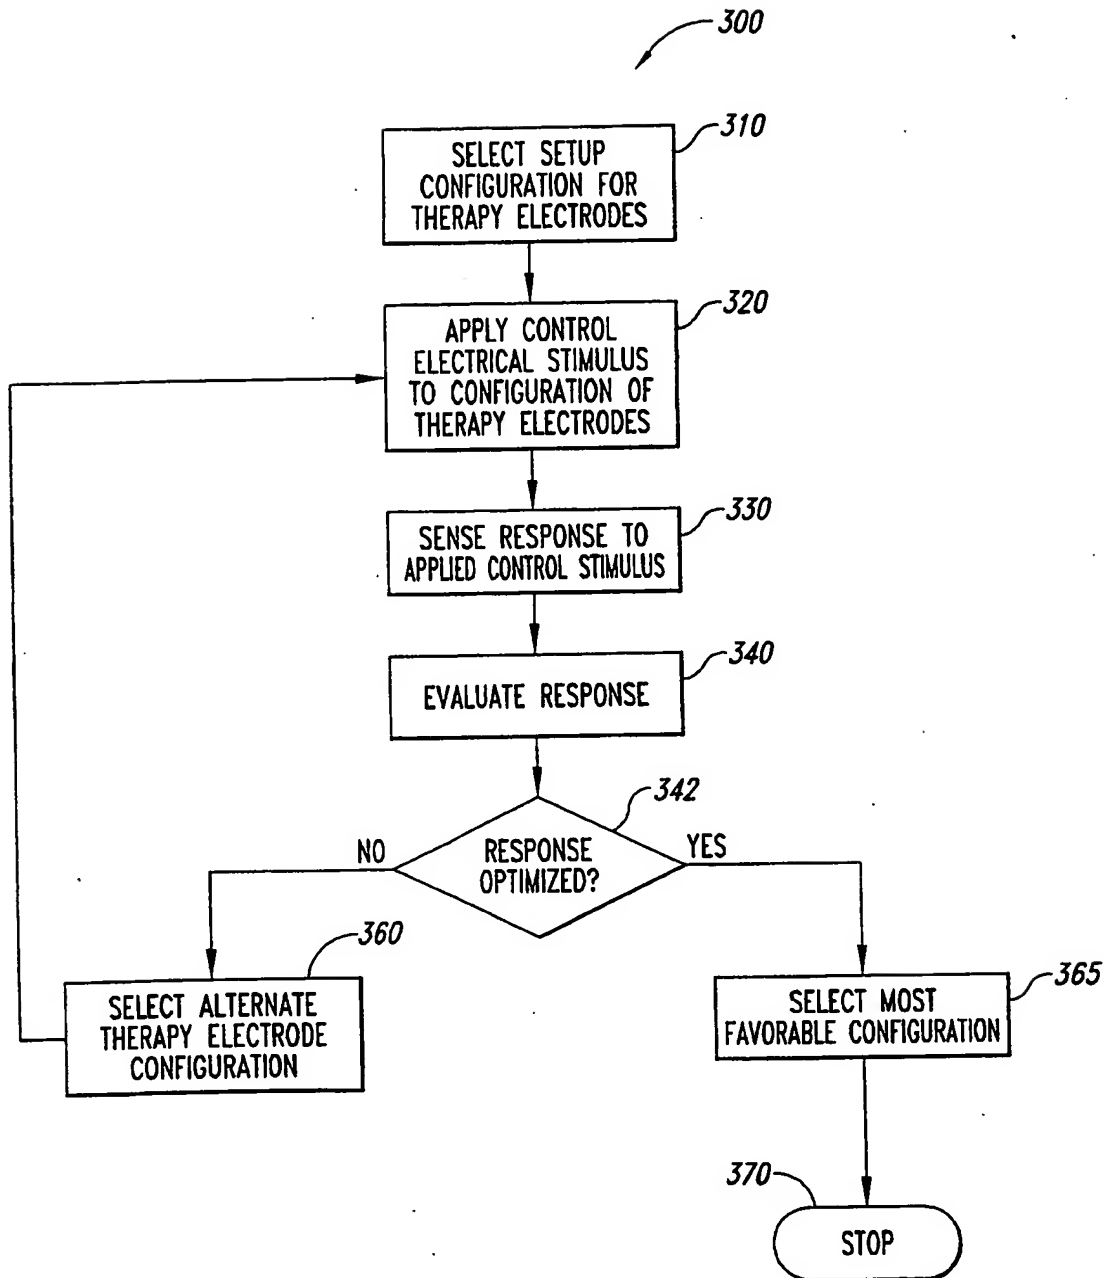 300
310
SELECT SETUP
CONFIGURATION FOR
THERAPY ELECTRODES
320
APPLY CONTROL
ELECTRICAL STIMULUS
TO CONFIGURATION OF
THERAPY ELECTRODES
330
SENSE RESPONSE TO
APPLIED CONTROL STIMULUS
340
EVALUATE RESPONSE
342
NO
RESPONSE
OPTIMIZED?
YES
360
SELECT ALTERNATE
THERAPY ELECTRODE
CONFIGURATION
365
SELECT MOST
FAVORABLE CONFIGURATION
370
STOP